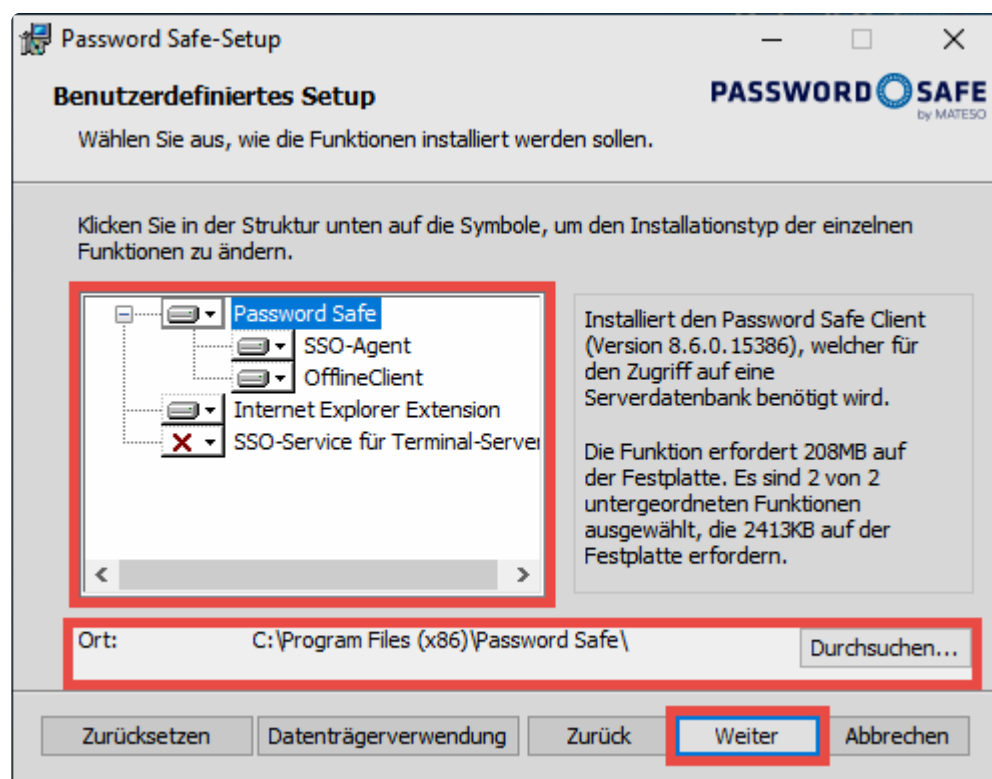 Password Safe-Setup
Benutzerdefiniertes Setup
PASSWORD SAFE
by MATESO
Wählen Sie aus, wie die Funktionen installiert werden sollen.
Klicken Sie in der Struktur unten auf die Symbole, um den Installationstyp der einzelnen
Funktionen zu ändern.
Password Safe
SSO-Agent
OfflineClient
Internet Explorer Extension
SSO-Service für Terminal-Server
Installiert den Password Safe Client
(Version 8.6.0.15386), welcher für
den Zugriff auf eine
Serverdatenbank benötigt wird.
Die Funktion erfordert 208MB auf
der Festplatte. Es sind 2 von 2
untergeordneten Funktionen
ausgewählt, die 2413KB auf der
Festplatte erfordern.
Ort: C:\Program Files (x86)\Password Safe\
Durchsuchen...
Zurücksetzen Datenträgerverwendung Zurück Weiter Abbrechen